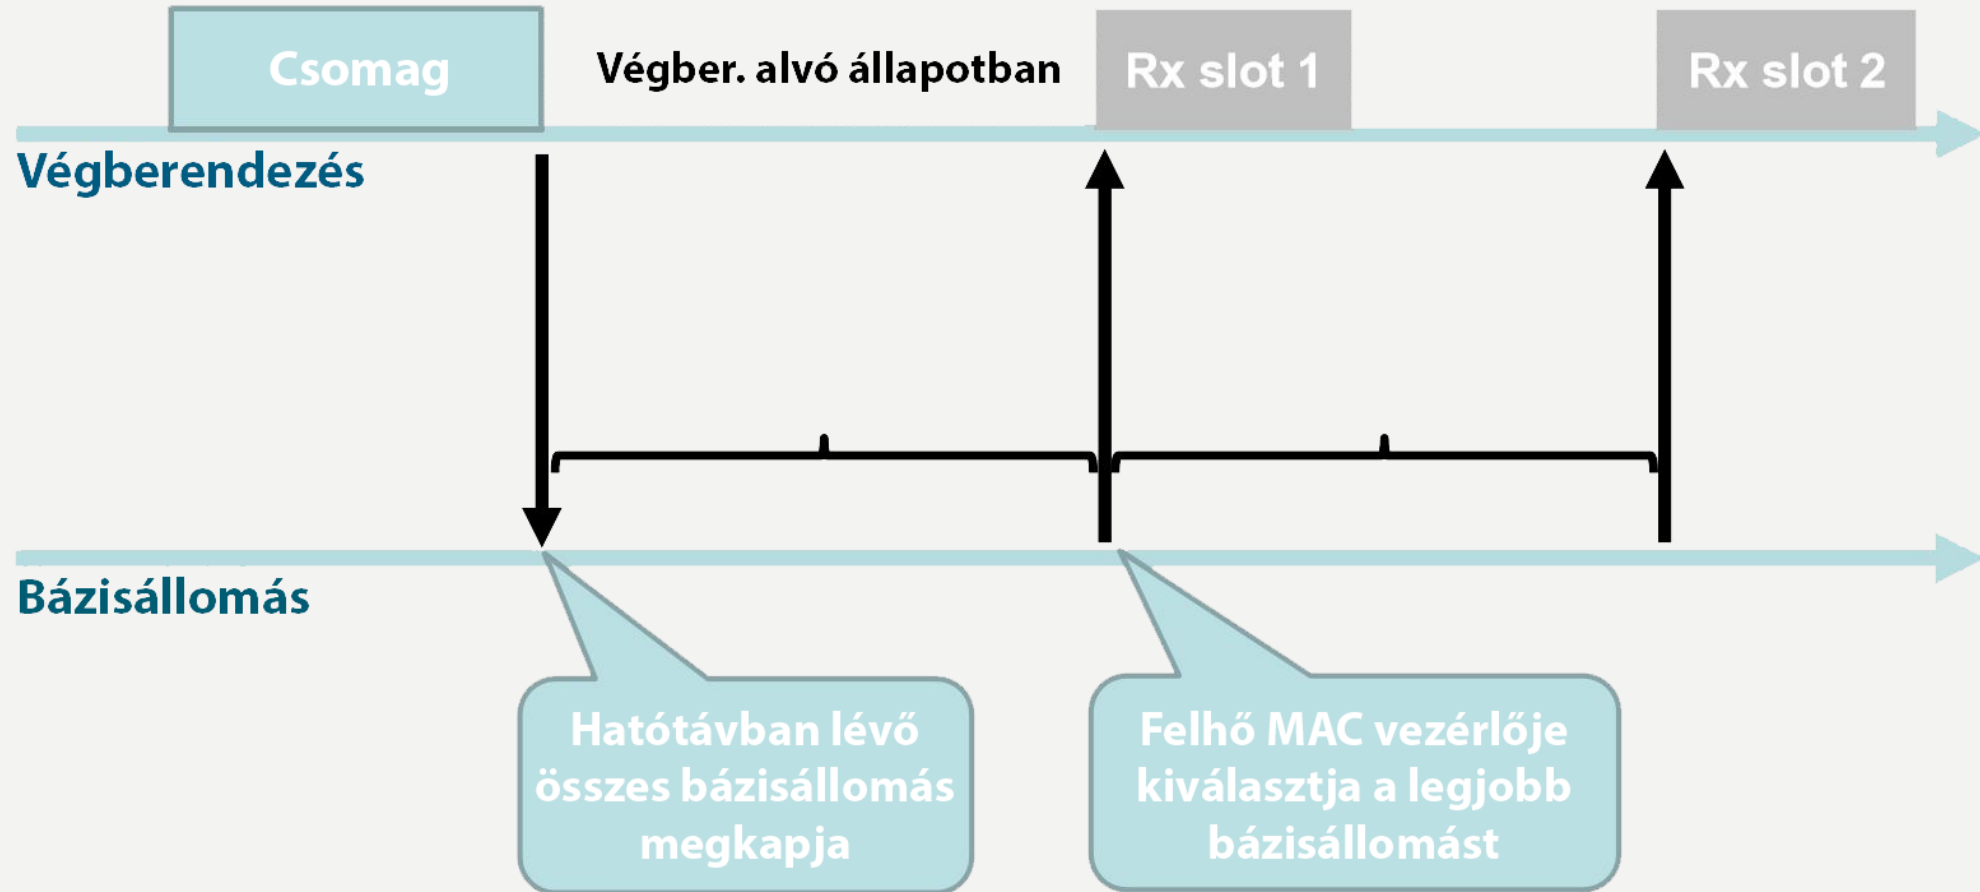 Csomag
Végber. alvó állapotban
Rx slot 1
Rx slot 2
Végberendezés
Bázisállomás
Hatótávban lévő
összes bázisállomás
megkapja
Felhő MAC vezérlője
kiválasztja a legjobb
bázisállomást